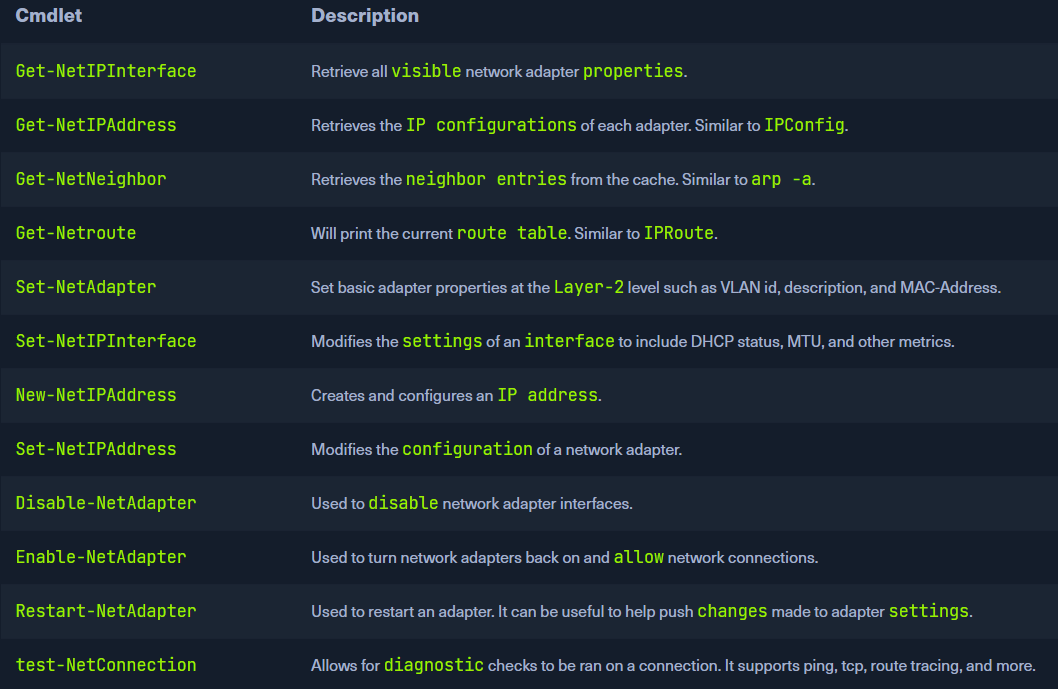 Cmdlet Description
Get-NetIPInterface Retrieve all visible network adapter properties.
Get-NetIPAddress Retrieves the IP configurations of each adapter. Similar to IPConfig.
Get-NetNeighbor Retrieves the neighbor entries from the cache. Similar to arp -a.
Get-Netroute Will print the current route table. Similar to IPRoute.
Set-NetAdapter Set basic adapter properties at the Layer-2 level such as VLAN id, description, and MAC-Address.
Set-NetIPInterface Modifies the settings of an interface to include DHCP status, MTU, and other metrics.
New-NetIPAddress Creates and configures an IP address.
Set-NetIPAddress Modifies the configuration of a network adapter.
Disable-NetAdapter Used to disable network adapter interfaces.
Enable-NetAdapter Used to turn network adapters back on and allow network connections.
Restart-NetAdapter Used to restart an adapter. It can be useful to help push changes made to adapter settings.
test-NetConnection Allows for diagnostic checks to be ran on a connection. It supports ping, tcp, route tracing, and more.